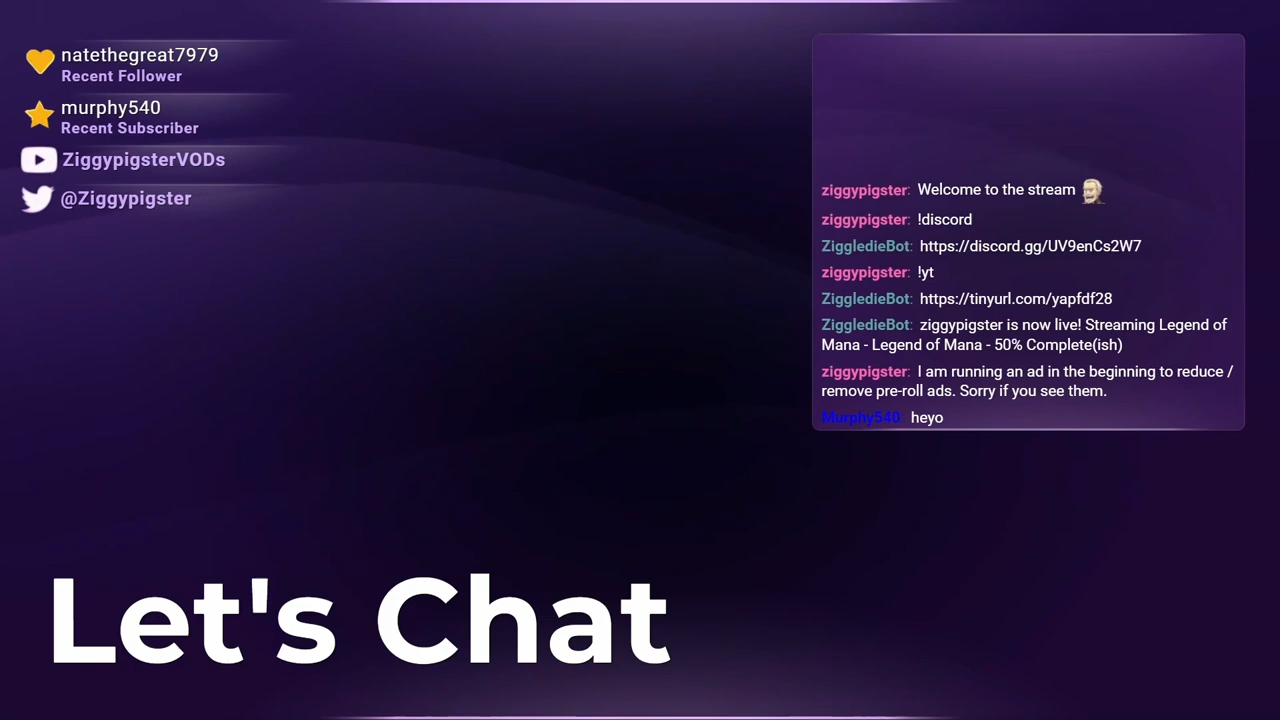 natethegreat7979
Recent Follower
murphy540
Recent Subscriber
ZiggypigsterVODs
@Ziggypigster
ziggypigster: Welcome to the stream
ziggypigster: !discord
ZiggledieBot: https://discord.gg/UV9enCs2W7
ziggypigster: !yt
ZiggledieBot: https://tinyurl.com/yapfdf28
ZiggledieBot: ziggypigster is now live! Streaming Legend of
Mana - Legend of Mana - 50% Complete(ish)
ziggypigster: I am running an ad in the beginning to reduce /
remove pre-roll ads. Sorry if you see them.
Murphy540: heyo
Let's Chat